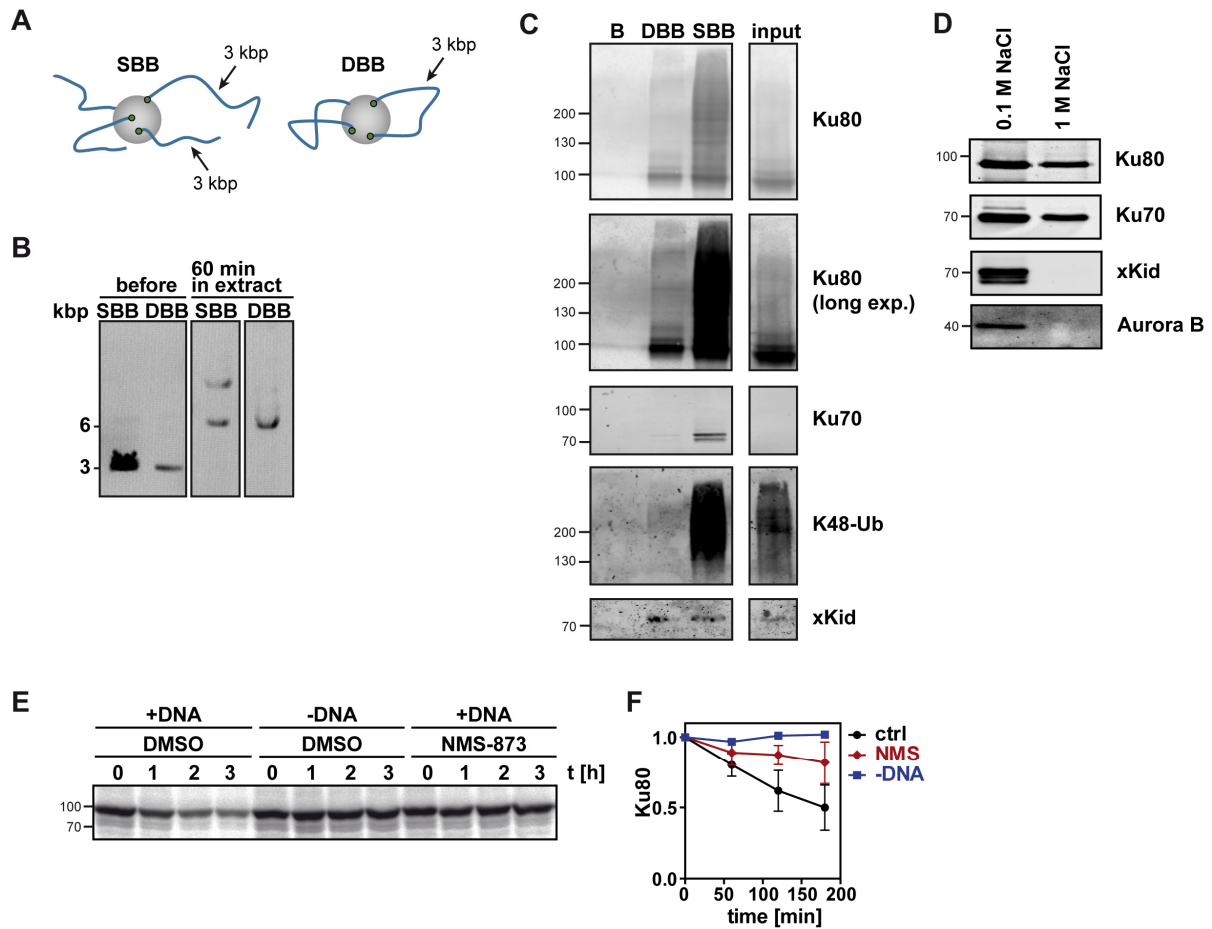 A
SBB
3 kbp
3 kbp
DBB
3 kbp
B
before
60 min
in extract
kbp SBB DBB SBB DBB
6
3
C
B DBB SBB input
200
130
100
Ku80
200
130
100
Ku80
(long exp.)
100
70
Ku70
200
130
K48-Ub
70
xKid
D
0.1 M NaCl
1 M NaCl
100
Ku80
70
Ku70
70
xKid
40
Aurora B
E
+DNA -DNA +DNA
DMSO DMSO NMS-873
0 1 2 3 0 1 2 3 0 1 2 3 t [h]
100
70
F
Ku80
1.0
0.5
0.0
0 50 100 150 200
time [min]
ctrl
NMS
-DNA